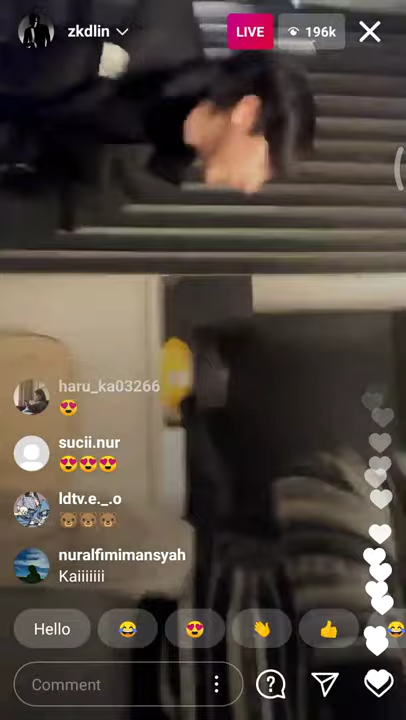 zkdlin
LIVE
196k
haru_ka03266
sucii.nur
ldtv.e._.o
nuralfimimansyah
Kaiiiiiii
Hello
Comment